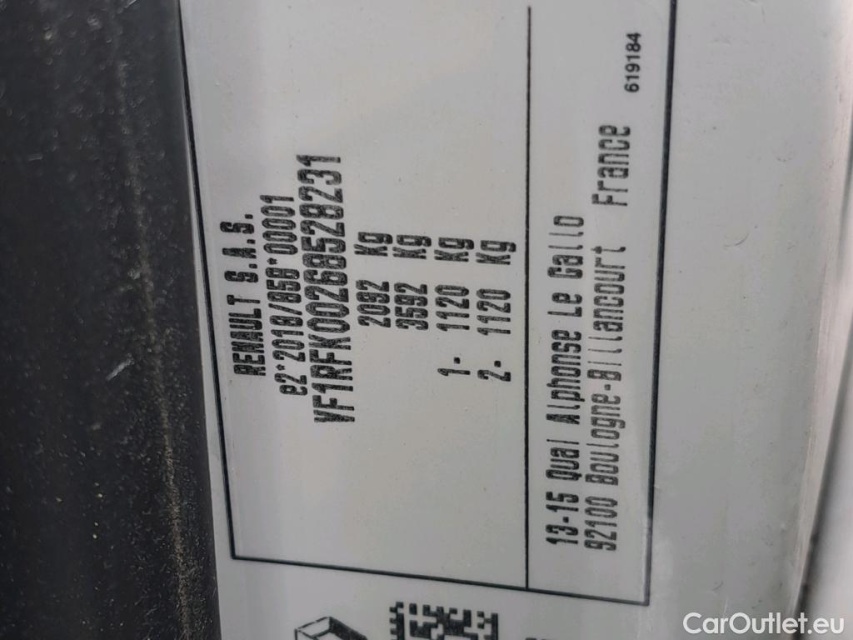 RENAULT S.A.S.
e2*2018/858*00001
VF1RFK00268528231
2092 Kg
3592 Kg
1- 1120 Kg
2- 1120 Kg
13-15 Quai Alphonse Le Gallo
92100 Boulogne-Billancourt France
619184
CarOutlet.eu